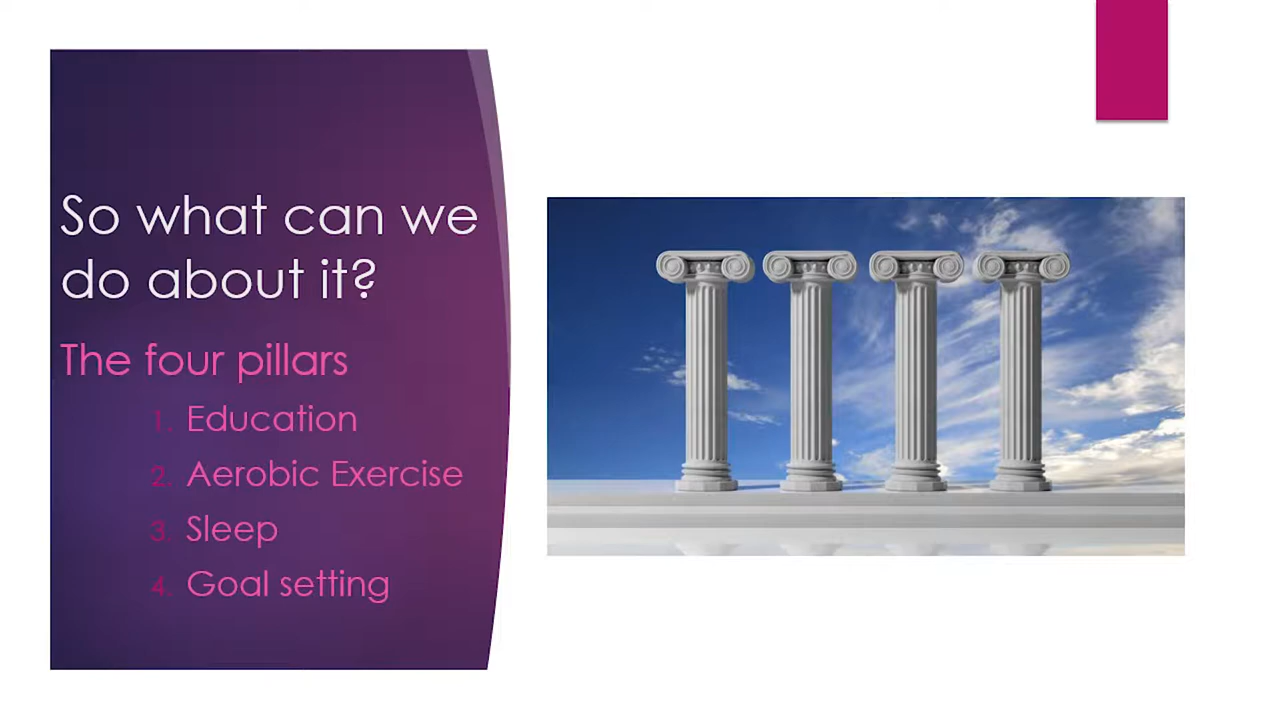 So what can we
do about it?
The four pillars
1. Education
2. Aerobic Exercise
3. Sleep
4. Goal setting